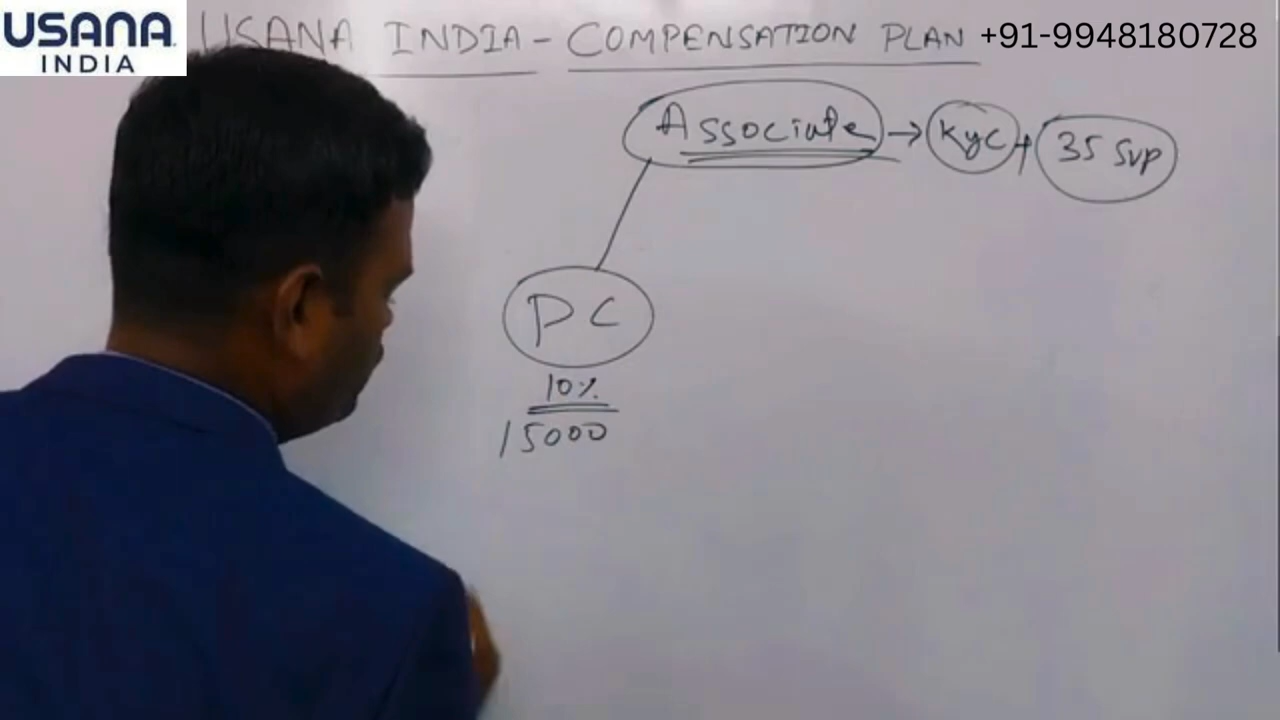 USANA
INDIA
USANA INDIA - COMPENSATION PLAN
+91-9948180728
Associate → Kyc + 35 SVP
PC
10%
15000